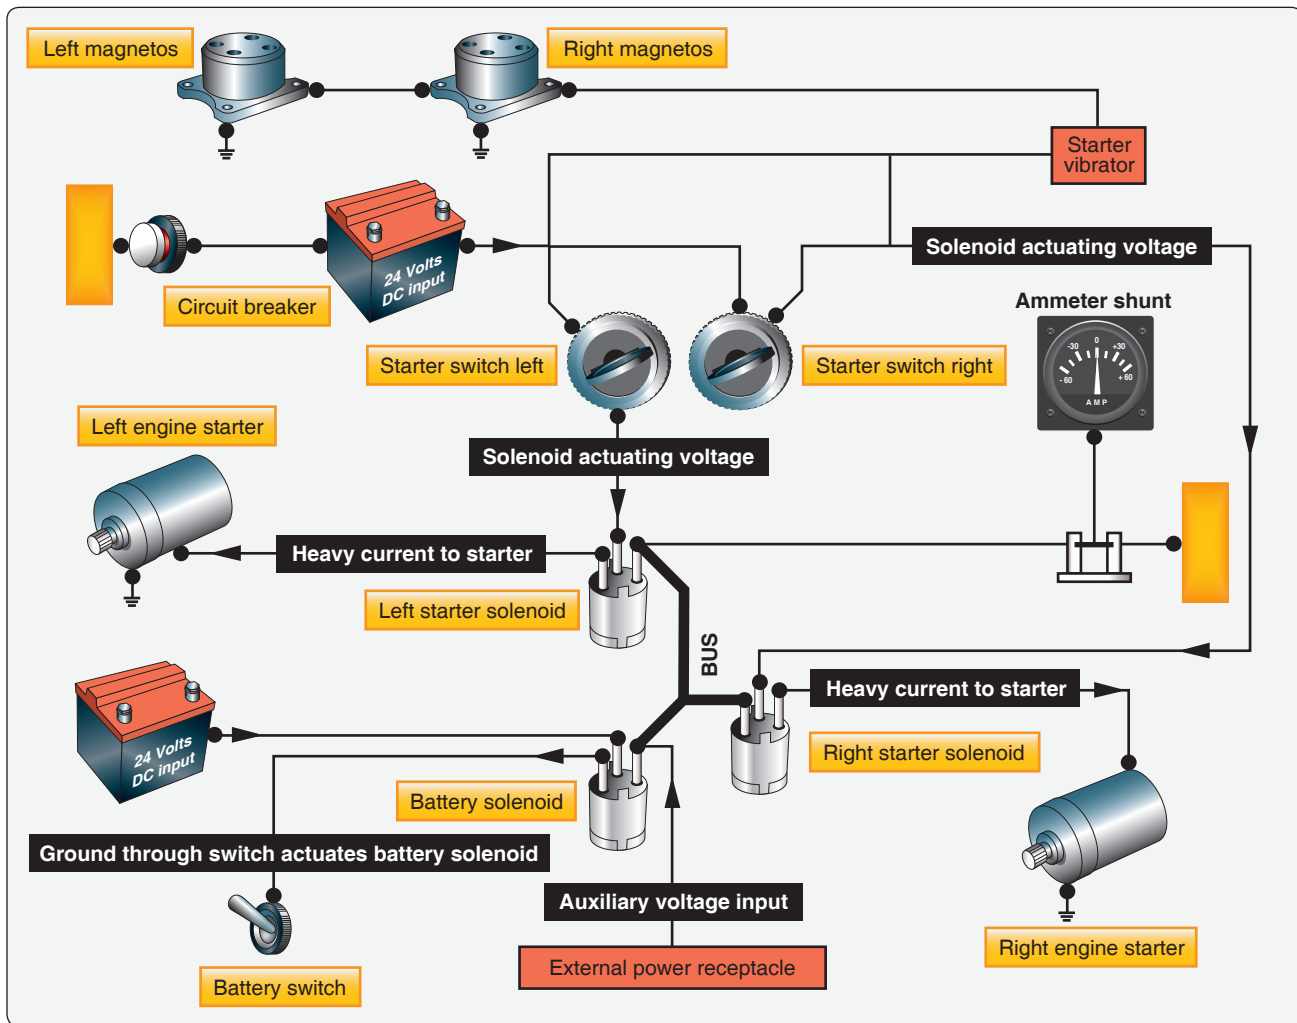 Left magnetos
Right magnetos
Starter
vibrator
24 Volts
DC input
Solenoid actuating voltage
Circuit breaker
Ammeter shunt
-60
-30
0
+30
+60
AMP
Starter switch left
Starter switch right
Left engine starter
Solenoid actuating voltage
Heavy current to starter
Left starter solenoid
BUS
Heavy current to starter
24 Volts
DC input
Right starter solenoid
Battery solenoid
Ground through switch actuates battery solenoid
Auxiliary voltage input
Right engine starter
External power receptacle
Battery switch